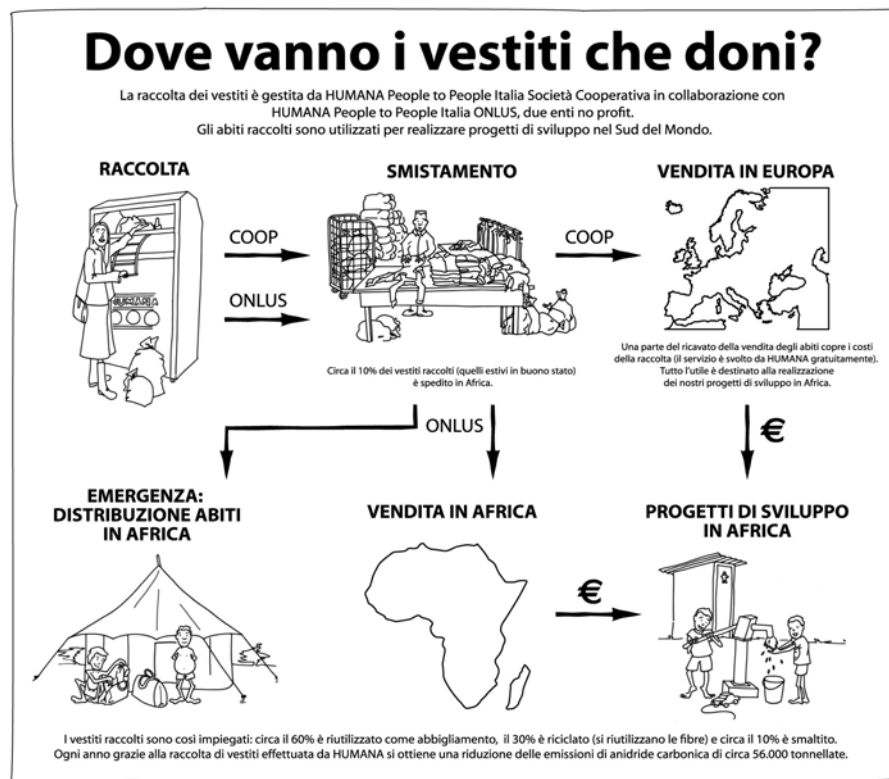 Dove vanno i vestiti che doni?
La raccolta dei vestiti è gestita da HUMANA People to People Italia Società Cooperativa in collaborazione con
HUMANA People to People Italia ONLUS, due enti no profit.
Gli abiti raccolti sono utilizzati per realizzare progetti di sviluppo nel Sud del Mondo.
RACCOLTA
SMISTAMENTO
VENDITA IN EUROPA
COOP
COOP
ONLUS
HUMANA
Circa il 10% dei vestiti raccolti (quelli estivi in buono stato)
è spedito in Africa.
Una parte del ricavato della vendita degli abiti copre i costi
della raccolta (il servizio è svolto da HUMANA gratuitamente).
Tutto l'utile è destinato alla realizzazione
dei nostri progetti di sviluppo in Africa.
ONLUS
€
EMERGENZA:
DISTRIBUZIONE ABITI
IN AFRICA
VENDITA IN AFRICA
PROGETTI DI SVILUPPO
IN AFRICA
€
I vestiti raccolti sono così impiegati: circa il 60% è riutilizzato come abbigliamento, il 30% è riciclato (si riutilizzano le fibre) e circa il 10% è smaltito.
Ogni anno grazie alla raccolta di vestiti effettuata da HUMANA si ottiene una riduzione delle emissioni di anidride carbonica di circa 56.000 tonnellate.